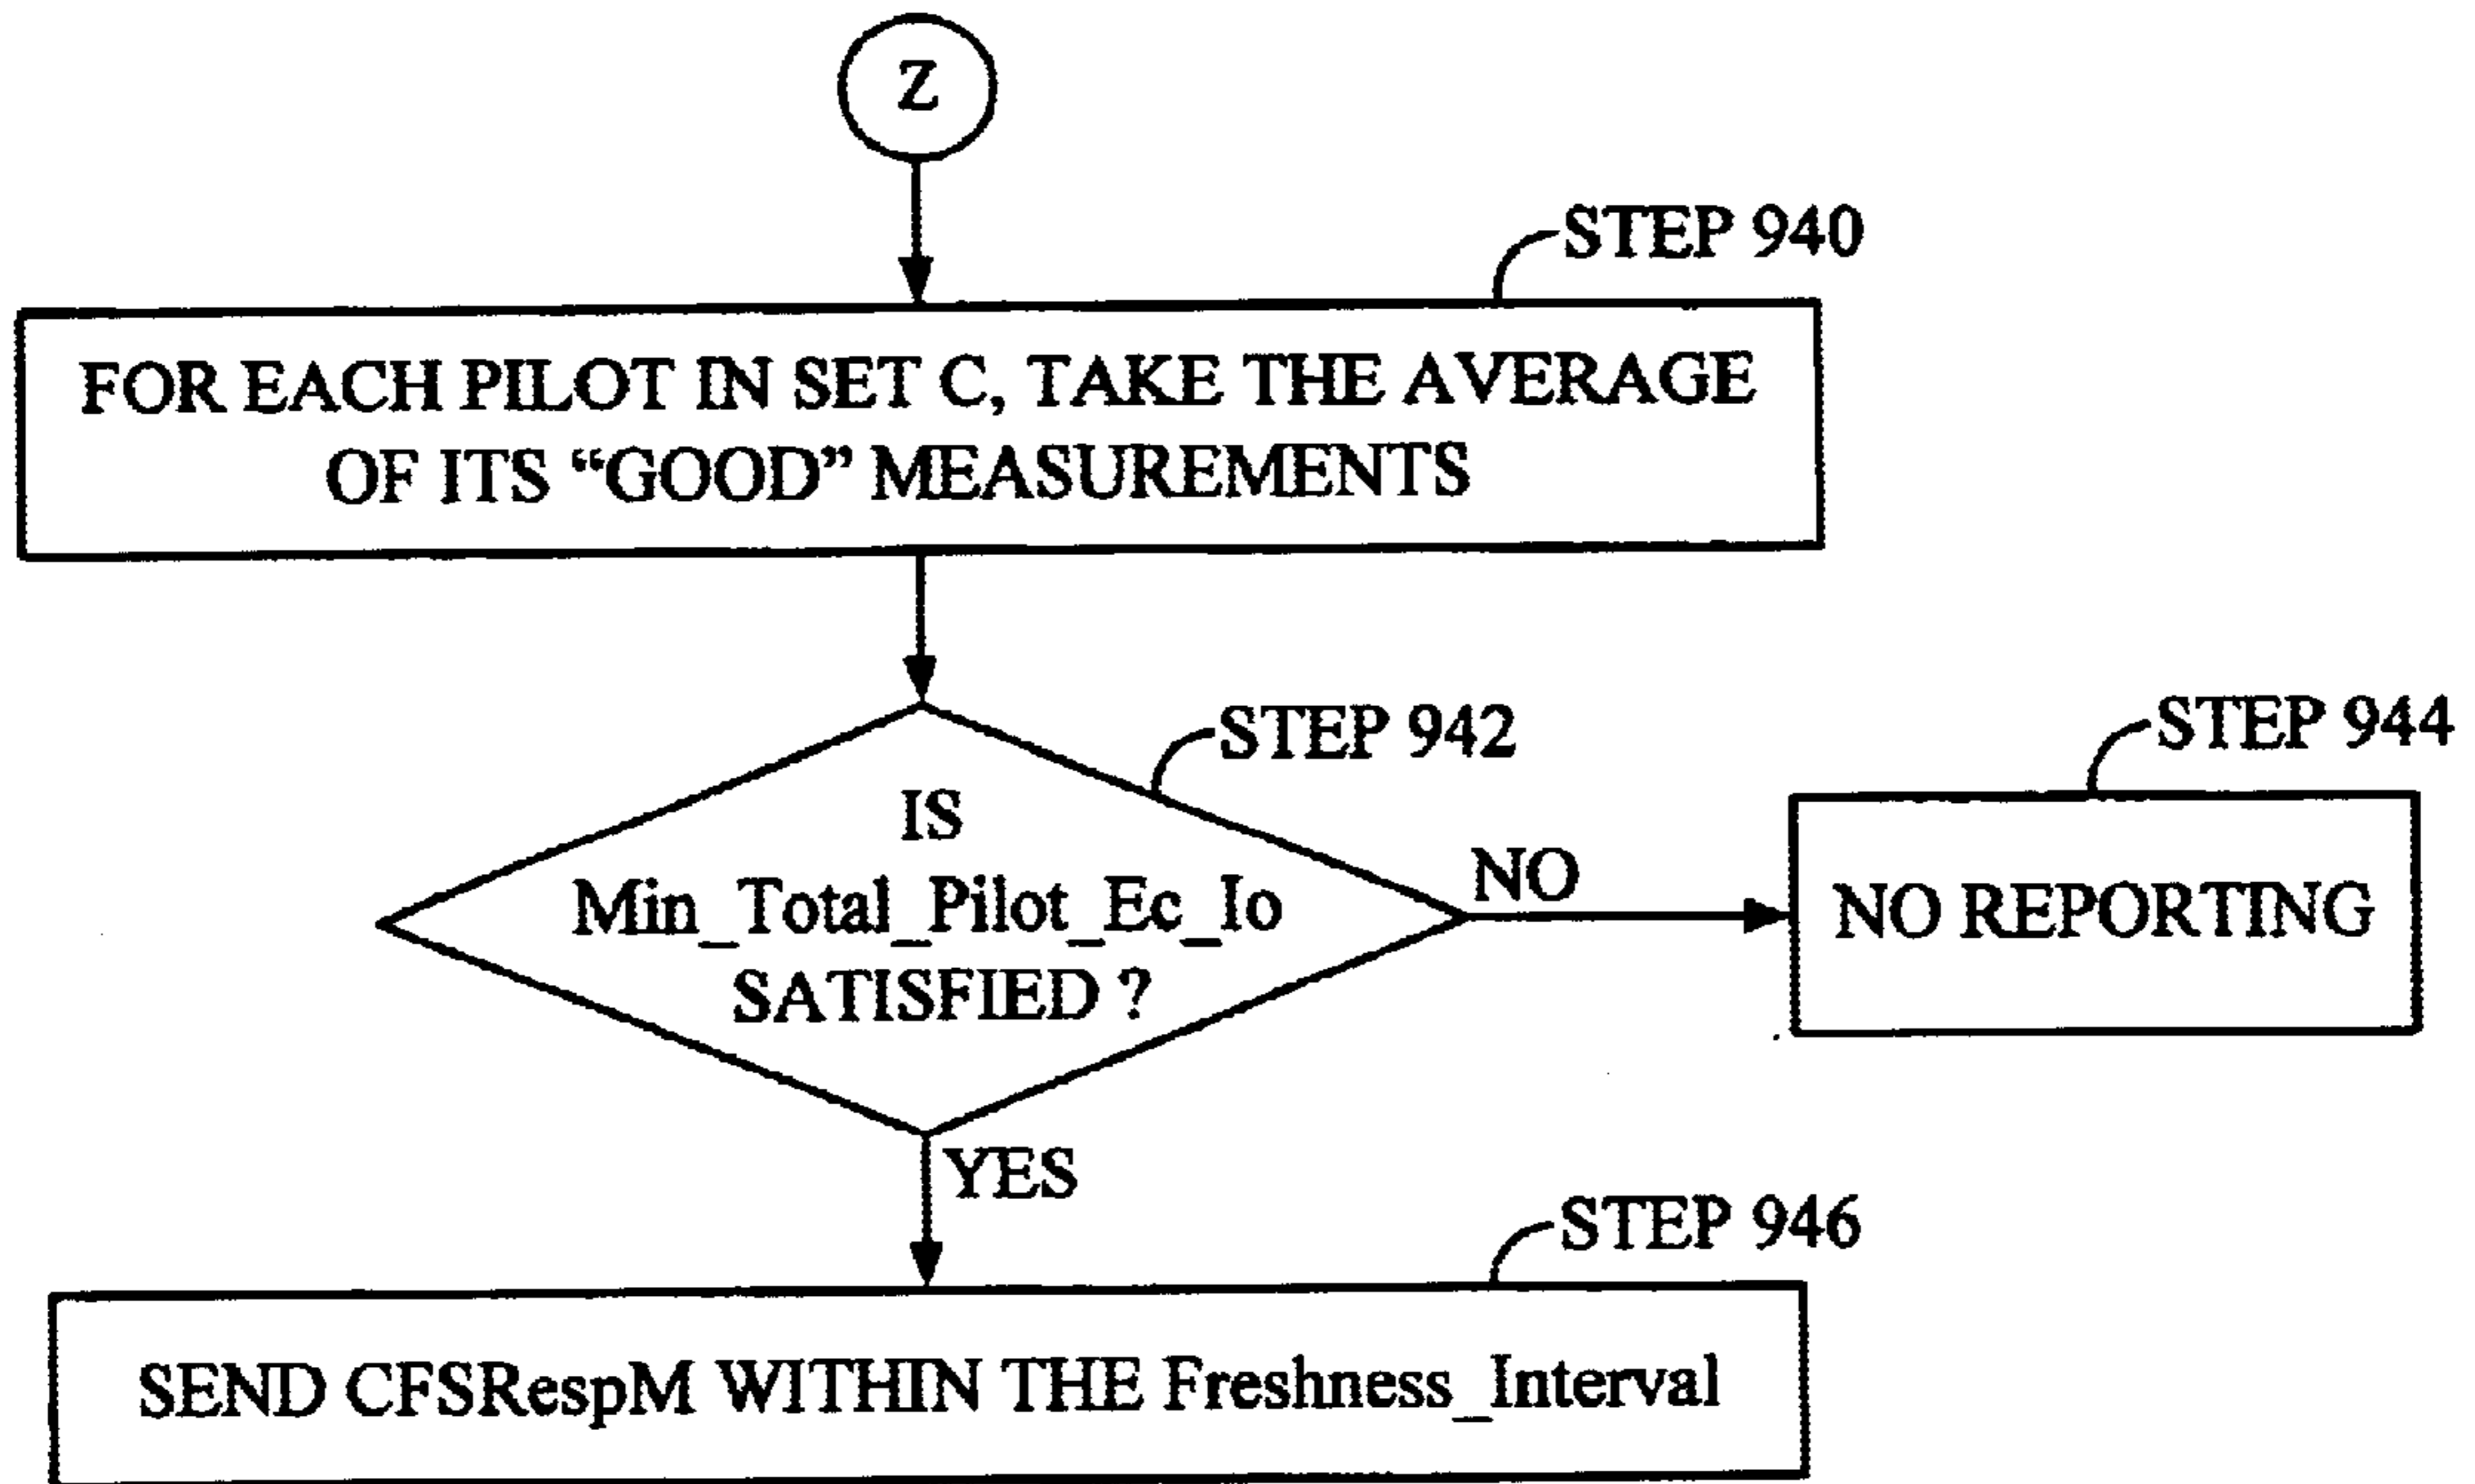 Z
STEP 940
FOR EACH PILOT IN SET C, TAKE THE AVERAGE
OF ITS “GOOD” MEASUREMENTS
STEP 942
STEP 944
IS
Min_Total_Pilot_Ec_Io
SATISFIED ?
NO
NO REPORTING
YES
STEP 946
SEND CFSRespM WITHIN THE Freshness_Interval